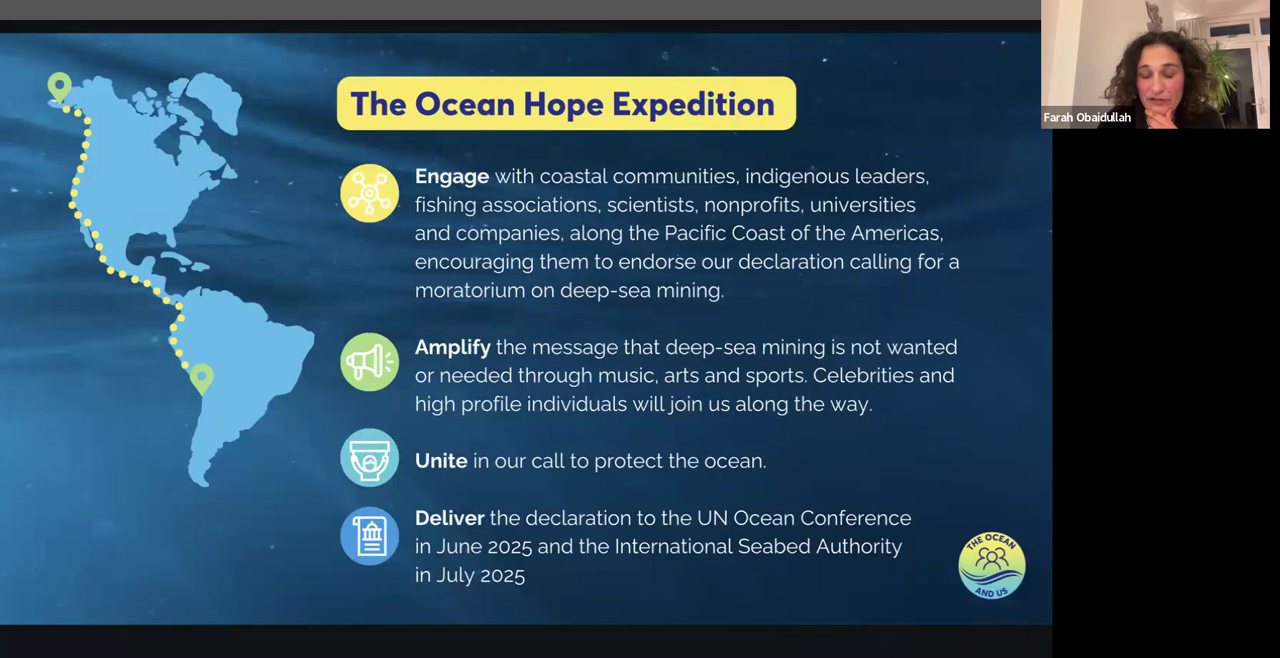 Farah Obaidullah
The Ocean Hope Expedition
Engage with coastal communities, indigenous leaders,
fishing associations, scientists, nonprofits, universities
and companies, along the Pacific Coast of the Americas,
encouraging them to endorse our declaration calling for a
moratorium on deep-sea mining.
Amplify the message that deep-sea mining is not wanted
or needed through music, arts and sports. Celebrities and
high profile individuals will join us along the way.
Unite in our call to protect the ocean.
Deliver the declaration to the UN Ocean Conference
in June 2025 and the International Seabed Authority
in July 2025
THE OCEAN
AND US